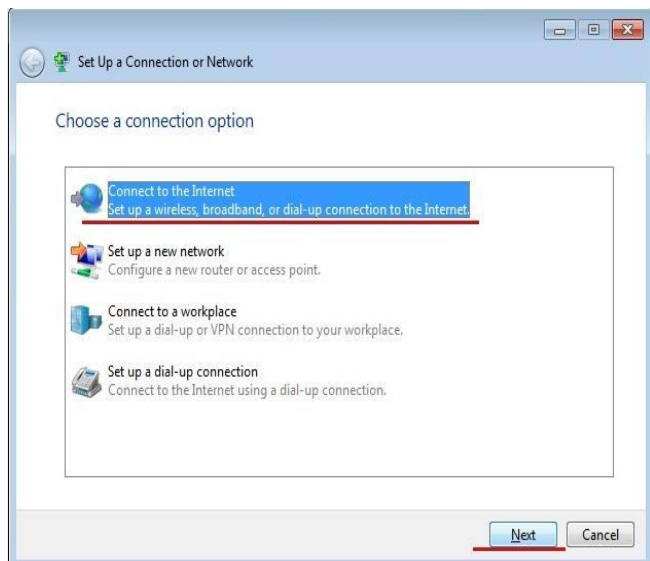 Set Up a Connection or Network
Choose a connection option
Connect to the Internet
Set up a wireless, broadband, or dial-up connection to the Internet.
Set up a new network
Configure a new router or access point.
Connect to a workplace
Set up a dial-up or VPN connection to your workplace.
Set up a dial-up connection
Connect to the Internet using a dial-up connection.
Next
Cancel